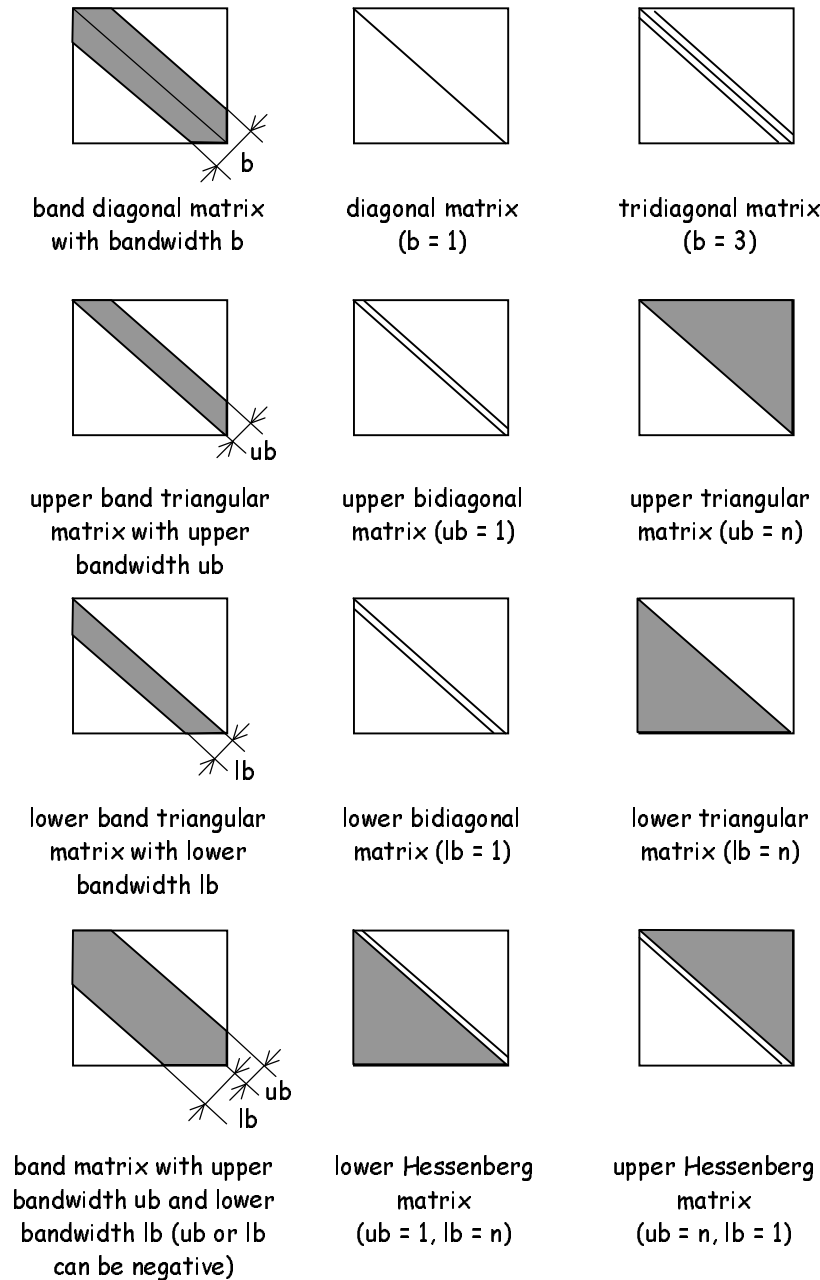 b
band diagonal matrix
with bandwidth b
diagonal matrix
(b = 1)
tridiagonal matrix
(b = 3)
ub
upper band triangular
matrix with upper
bandwidth ub
upper bidiagonal
matrix (ub = 1)
upper triangular
matrix (ub = n)
lb
lower band triangular
matrix with lower
bandwidth lb
lower bidiagonal
matrix (lb = 1)
lower triangular
matrix (lb = n)
ub
lb
band matrix with upper
bandwidth ub and lower
bandwidth lb (ub or lb
can be negative)
lower Hessenberg
matrix
(ub = 1, lb = n)
upper Hessenberg
matrix
(ub = n, lb = 1)